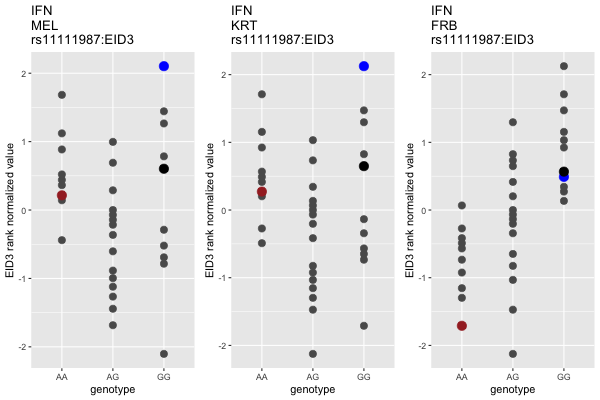 IFN
MEL
rs11111987:EID3
2
1
0
-1
-2
EID3 rank normalized value
AA
AG
GG
genotype
IFN
KRT
rs11111987:EID3
2
1
0
-1
-2
EID3 rank normalized value
AA
AG
GG
genotype
IFN
FRB
rs11111987:EID3
2
1
0
-1
-2
EID3 rank normalized value
AA
AG
GG
genotype